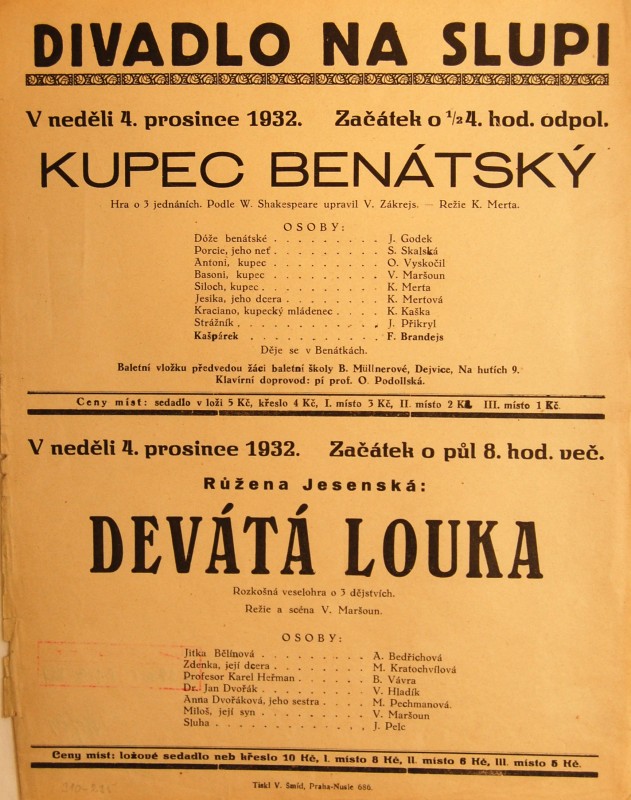 DIVADLO NA SLUPI
V neděli 4. prosince 1932. Začátek o 1/2 4. hod. odpol.
KUPEC BENÁTSKÝ
Hra o 3 jednáních. Podle W. Shakespeare upravil V. Zákrejs. — Režie K. Merta.
OSOBY:
Dóže benátské . . . . . . . . . J. Godek
Porcie, jeho neť . . . . . . . . . S. Skalská
Antoni, kupec . . . . . . . . . O. Vyskočil
Basoni, kupec . . . . . . . . . V. Maršoun
Siloch, kupec . . . . . . . . . K. Merta
Jesika, jeho dcera . . . . . . . . K. Mertová
Kraciano, kupecký mládenec . . . . K. Kaška
Strážník . . . . . . . . . . . J. Přikryl
Kašpárek . . . . . . . . . . F. Brandejs
Děje se v Benátkách.
Baletní vložku předvedou žáci baletní školy B. Müllnerové, Dejvice, Na hutích 9.
Klavírní doprovod: pí prof. O. Podollská.
Ceny míst: sedadlo v loži 5 Kč, křeslo 4 Kč, I. místo 3 Kč, II. místo 2 Kč, III. místo 1 Kč.
V neděli 4. prosince 1932. Začátek o půl 8. hod. več.
Růžena Jesenská:
DEVÁTÁ LOUKA
Rozkošná veselohra o 3 dějstvích.
Režie a scéna V. Maršoun.
OSOBY:
Jitka Bělínová . . . . . . . . . A. Bedřichová
Zdenka, její dcera . . . . . . . . M. Kratochvílová
Profesor Karel Heřman . . . . . . B. Vávra
Dr. Jan Dvořák . . . . . . . . . V. Hladík
Anna Dvořáková, jeho sestra . . . . M. Pechmanová
Miloš, její syn . . . . . . . . . V. Maršoun
Sluha . . . . . . . . . . . . J. Pelc
Ceny míst: ložové sedadlo neb křeslo 10 Kč, I. místo 8 Kč, II. místo 6 Kč, III. místo 5 Kč.
Tiskl V. Šmíd, Praha-Nusle 686.